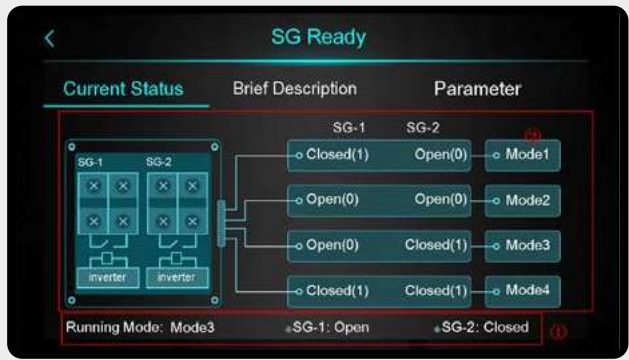 SG Ready
Current Status Brief Description Parameter
SG-1 SG-2
②
SG-1 SG-2
Closed(1) Open(0) Mode1
Open(0) Open(0) Mode2
Open(0) Closed(1) Mode3
inverter inverter
Closed(1) Closed(1) Mode4
Running Mode: Mode3 SG-1: Open SG-2: Closed ①